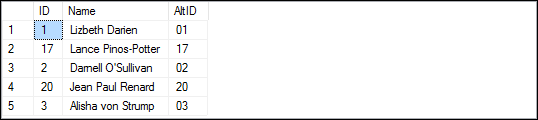 ID Name AltID
1 1 Lizbeth Darien 01
2 17 Lance Pinos-Potter 17
3 2 Darnell O'Sullivan 02
4 20 Jean Paul Renard 20
5 3 Alisha von Strump 03